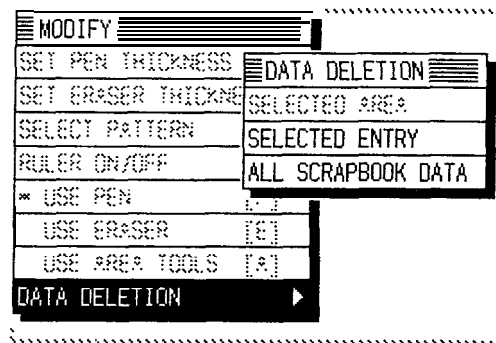 MODIFY
SET PEN THICKNESS
SET ERASER THICKNE
SELECT PATTERN
RULER ON/OFF
* USE PEN
USE ERASER [E]
USE AREA TOOLS [A]
DATA DELETION
DATA DELETION
SELECTED AREA
SELECTED ENTRY
ALL SCRAPBOOK DATA